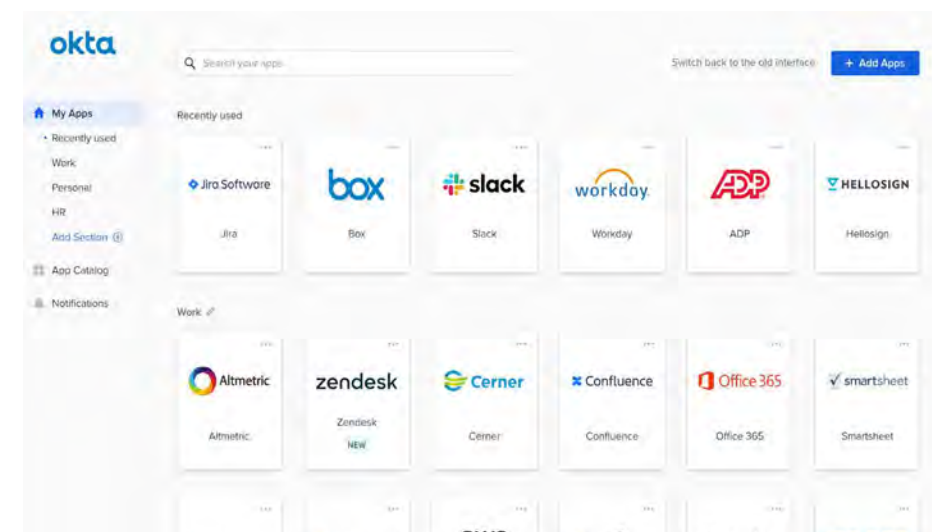 okta
Search your apps
Switch back to the old interface
+ Add Apps
My Apps
Recently used
Work
Personal
HR
Add Section
App Catalog
Notifications
Recently used
Jira Software
box
slack
workday.
ADP
HELLOSIGN
Jira
Box
Slack
Workday
ADP
Hellosign
Work
Altmetric
zendesk
Cerner
Confluence
Office 365
smartsheet
Altmetric
Zendesk
Cerner
Confluence
Office 365
Smartsheet
NEW